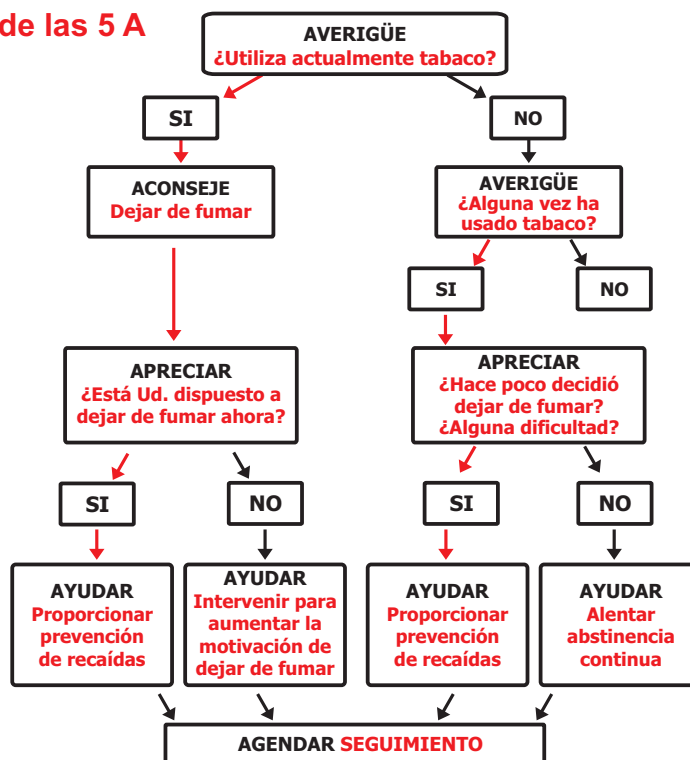 de las 5 A
AVERIGÜE
¿Utiliza actualmente tabaco?
SI
NO
ACONSEJE
Dejar de fumar
AVERIGÜE
¿Alguna vez ha
usado tabaco?
SI
NO
APRECIAR
¿Está Ud. dispuesto a
dejar de fumar ahora?
APRECIAR
¿Hace poco decidió
dejar de fumar?
¿Alguna dificultad?
SI
NO
SI
NO
AYUDAR
Proporcionar
prevención
de recaídas
AYUDAR
Intervenir para
aumentar la
motivación de
dejar de fumar
AYUDAR
Proporcionar
prevención
de recaídas
AYUDAR
Alentar
abstinencia
continua
AGENDAR SEGUIMIENTO